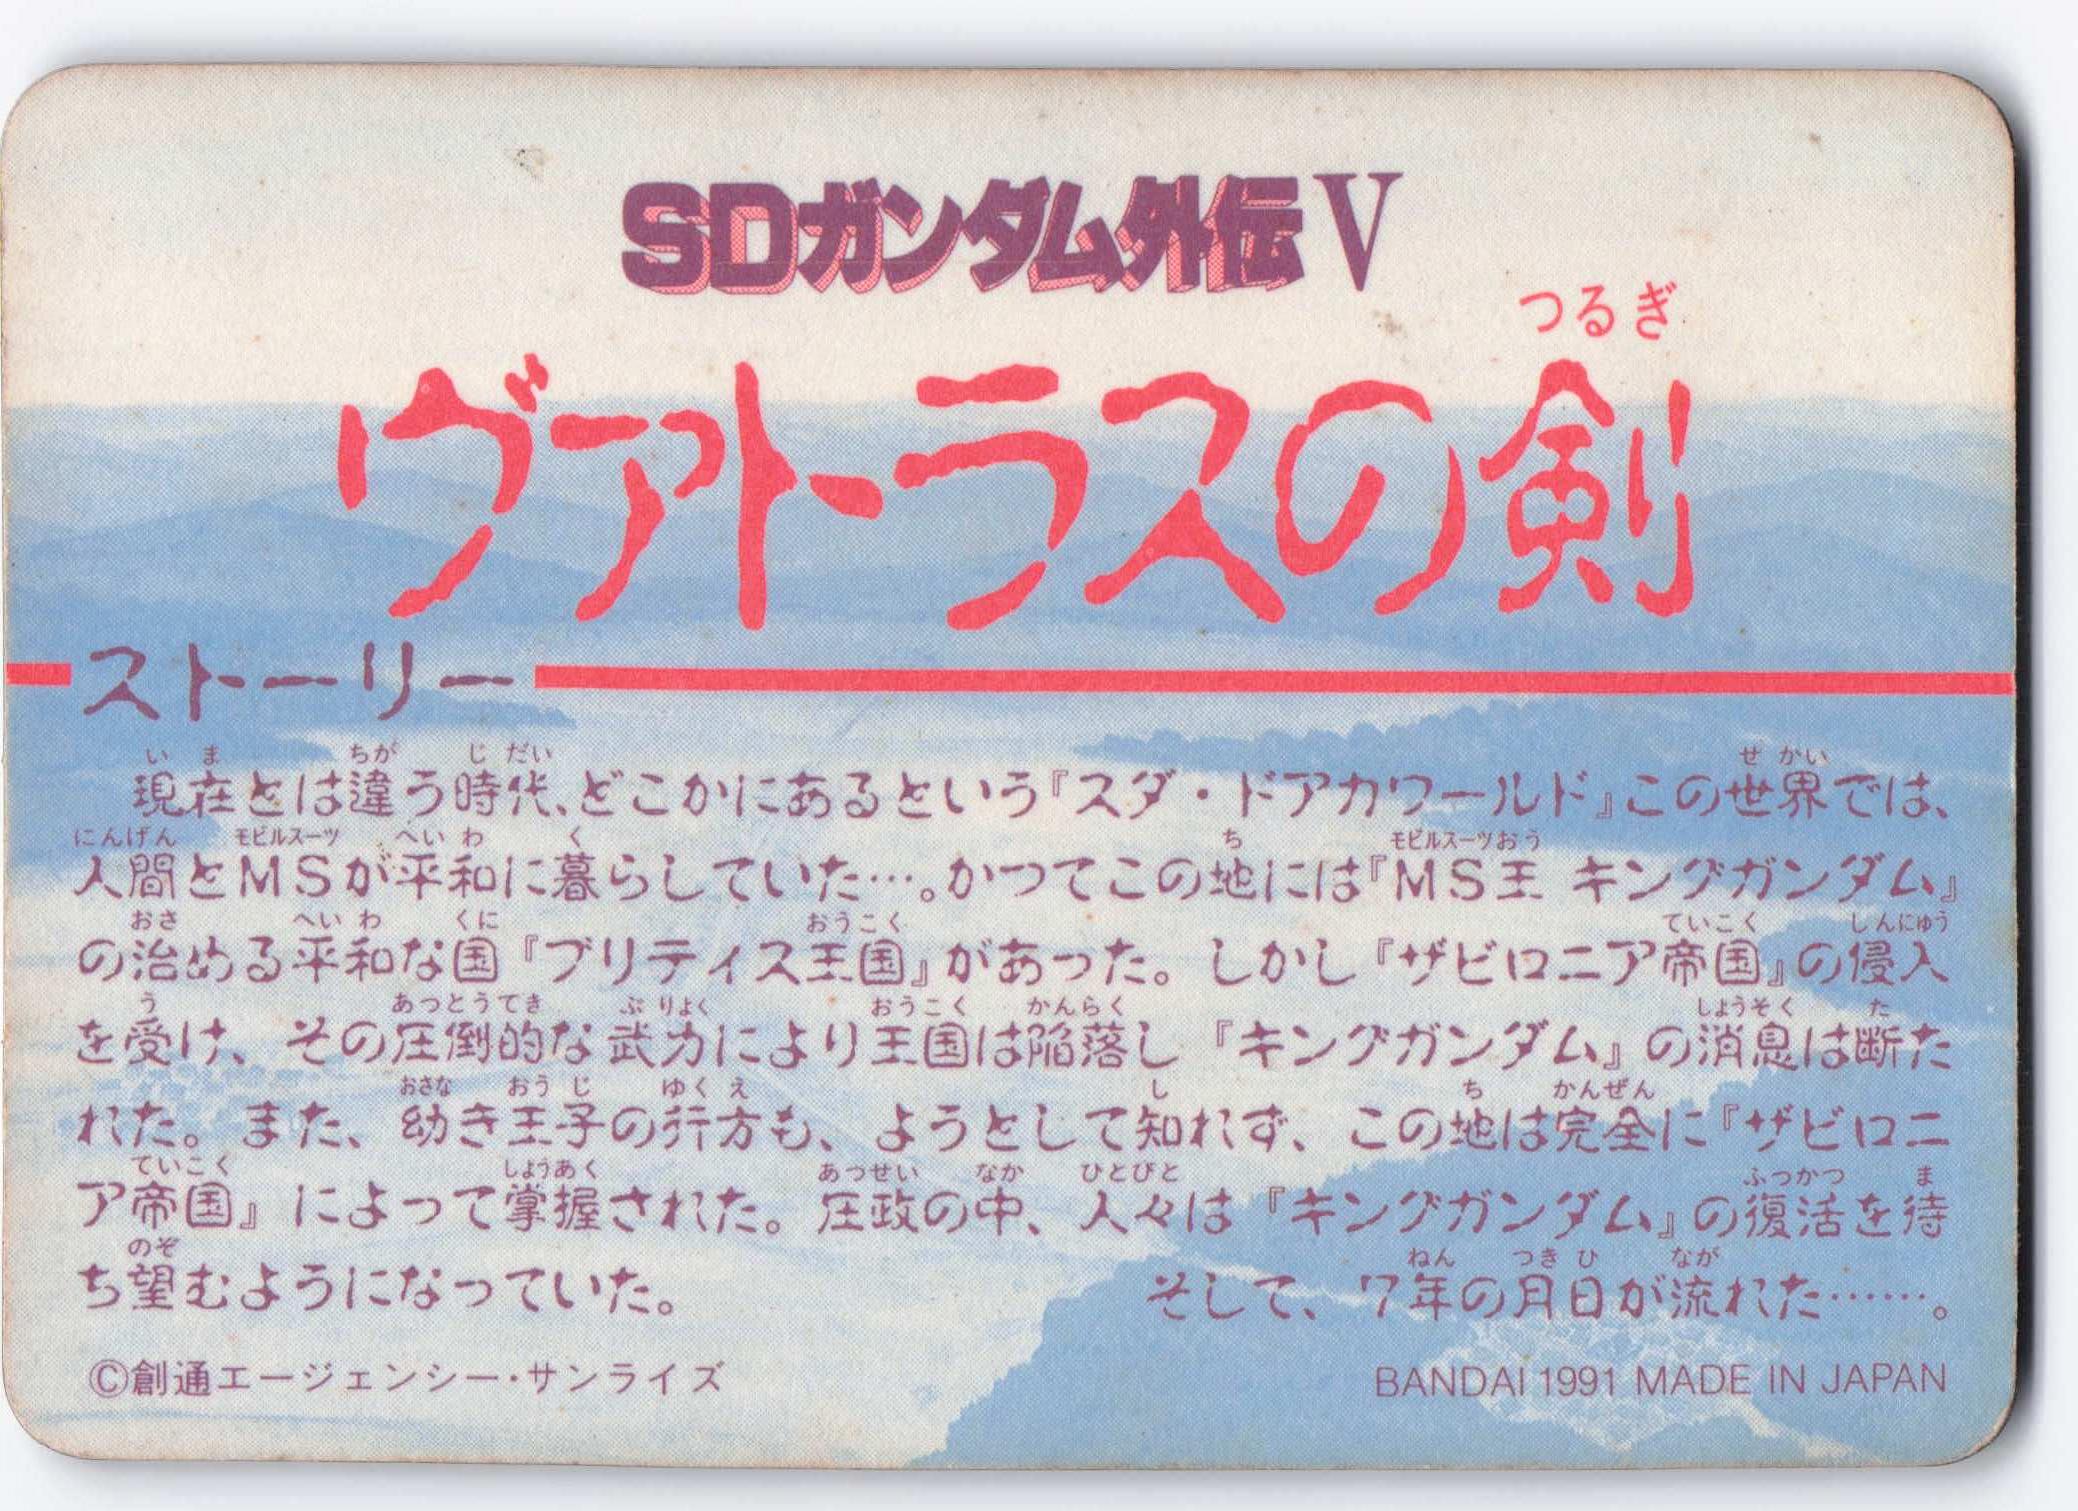 SDガンダム外伝V
つるぎ
ヴァトラスの剣
ストーリー
いま ちが じだい せかい
現在とは違う時代、どこかにあるという『スダ・ドアカワールド』この世界では、
にんげん モビルスーツ へいわ く ち モビルスーツおう
人間とMSが平和に暮らしていた…。かつてこの地には『MS王 キングガンダム』
おさ へいわ くに おうこく ていこく しんにゅう
の治める平和な国『ブリティス王国』があった。しかし『ザビロニア帝国』の侵入
う あっとうてき ぶりょく おうこく かんらく しょうそく た
を受け、その圧倒的な武力により王国は陥落し『キングガンダム』の消息は断た
おさな おうじ ゆくえ し ち かんぜん
れた。また、幼き王子の行方も、ようとして知れず、この地は完全に『ザビロニ
ていこく しょうあく あっせい なか ひとびと ふっかつ ま
ア帝国』によって掌握された。圧政の中、人々は『キングガンダム』の復活を待
のぞ ねん つきひ なが
ち望むようになっていた。 そして、7年の月日が流れた……。
©創通エージェンシー・サンライズ BANDAI 1991 MADE IN JAPAN